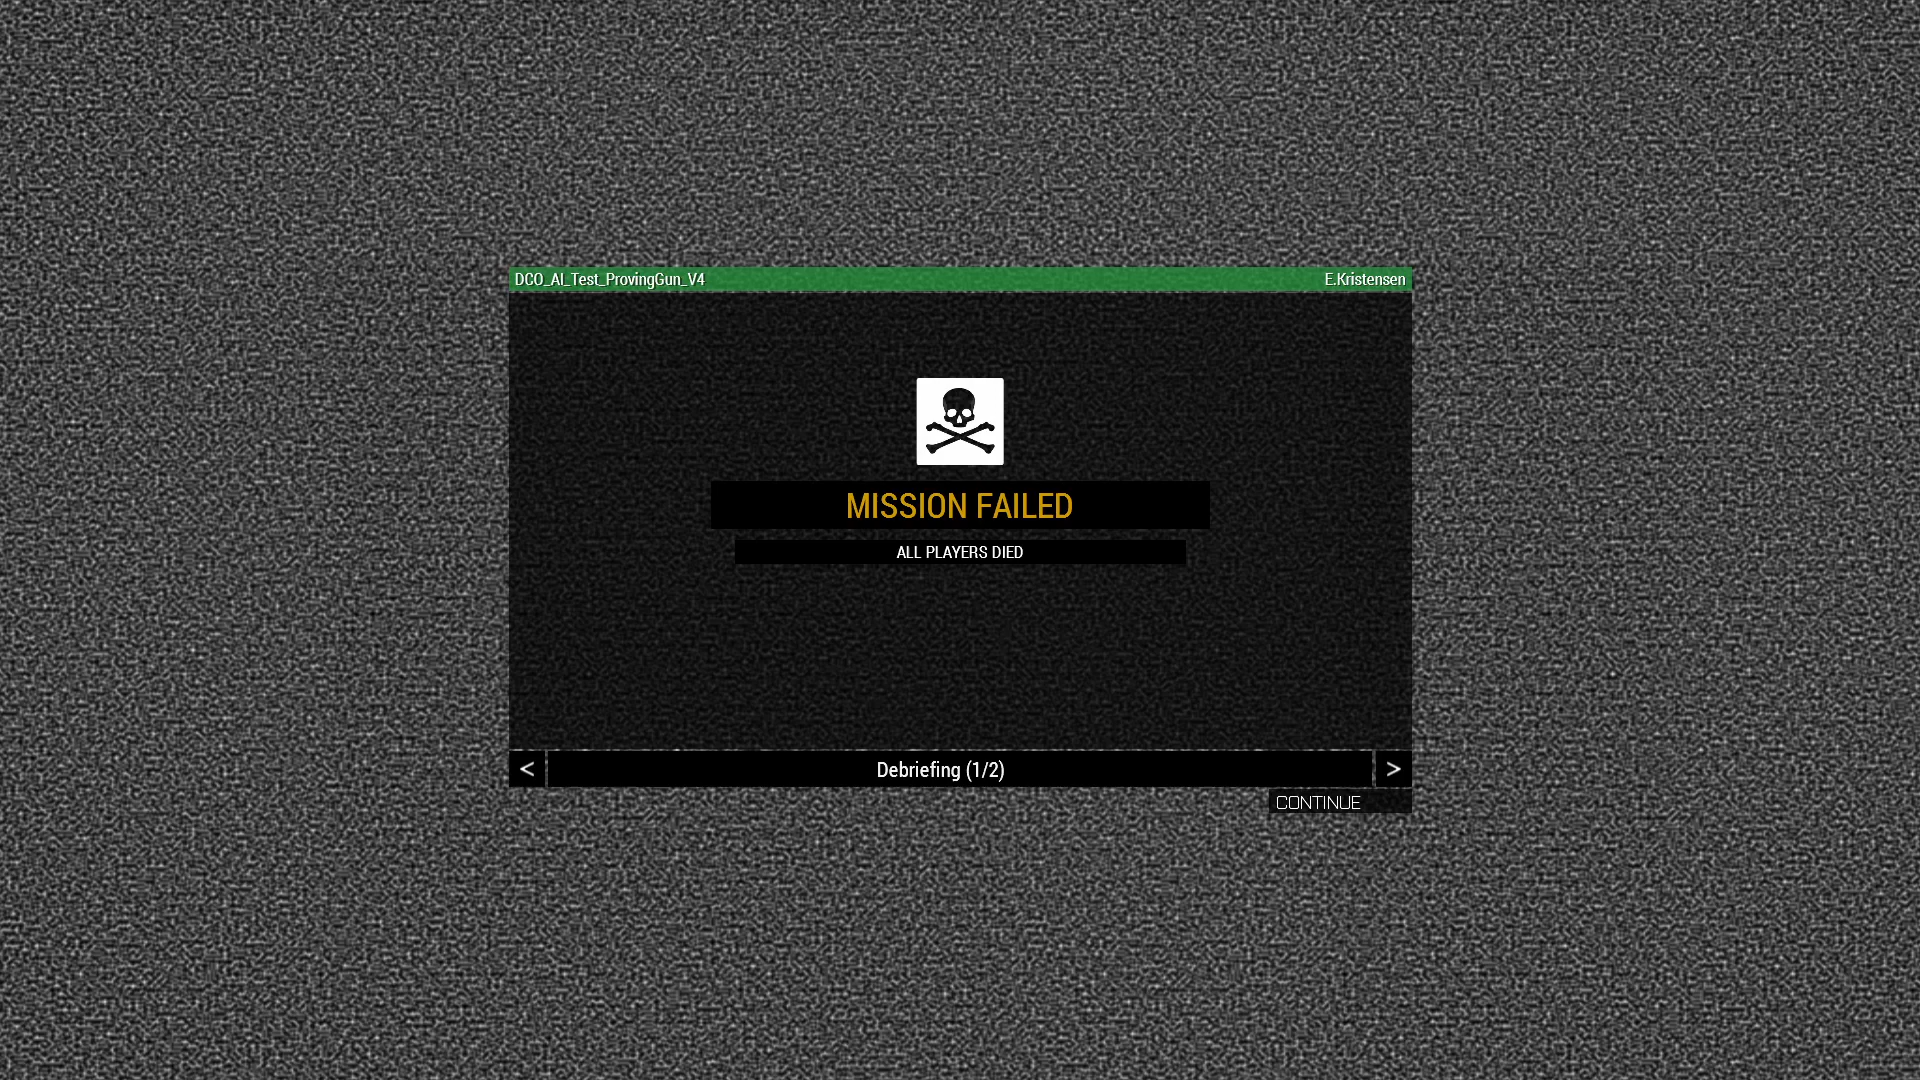 DCO_AI_Test_ProvingGun_V4 E.Kristensen
MISSION FAILED
ALL PLAYERS DIED
< Debriefing (1/2) >
CONTINUE